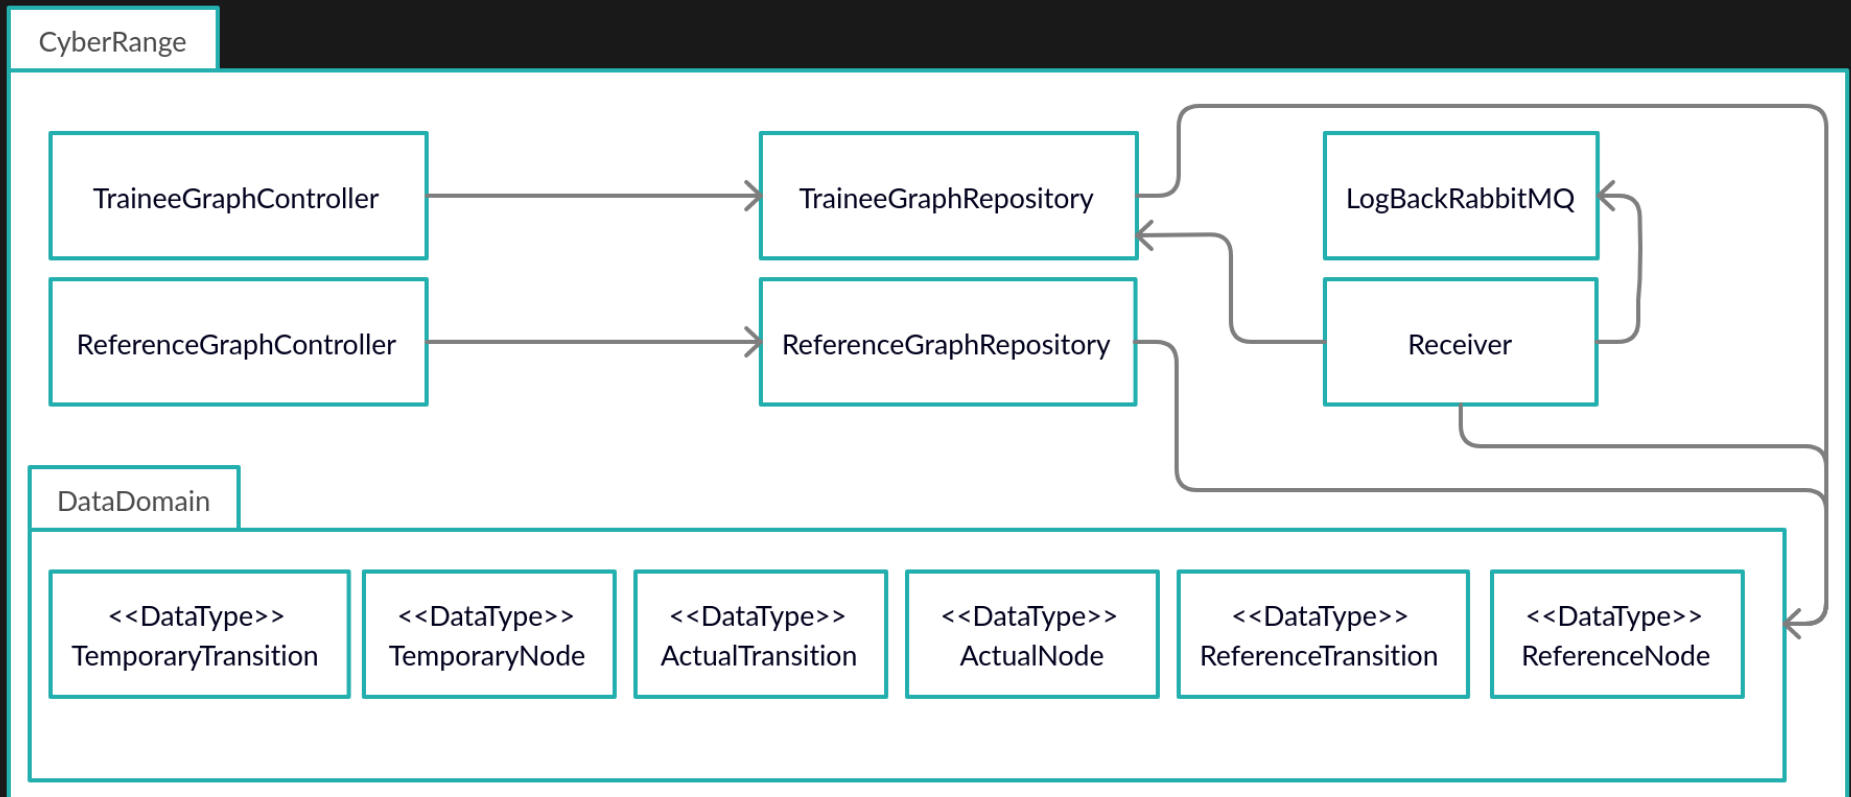 CyberRange
TraineeGraphController
TraineeGraphRepository
LogBackRabbitMQ
ReferenceGraphController
ReferenceGraphRepository
Receiver
DataDomain
<<DataType>>
TemporaryTransition
<<DataType>>
TemporaryNode
<<DataType>>
ActualTransition
<<DataType>>
ActualNode
<<DataType>>
ReferenceTransition
<<DataType>>
ReferenceNode